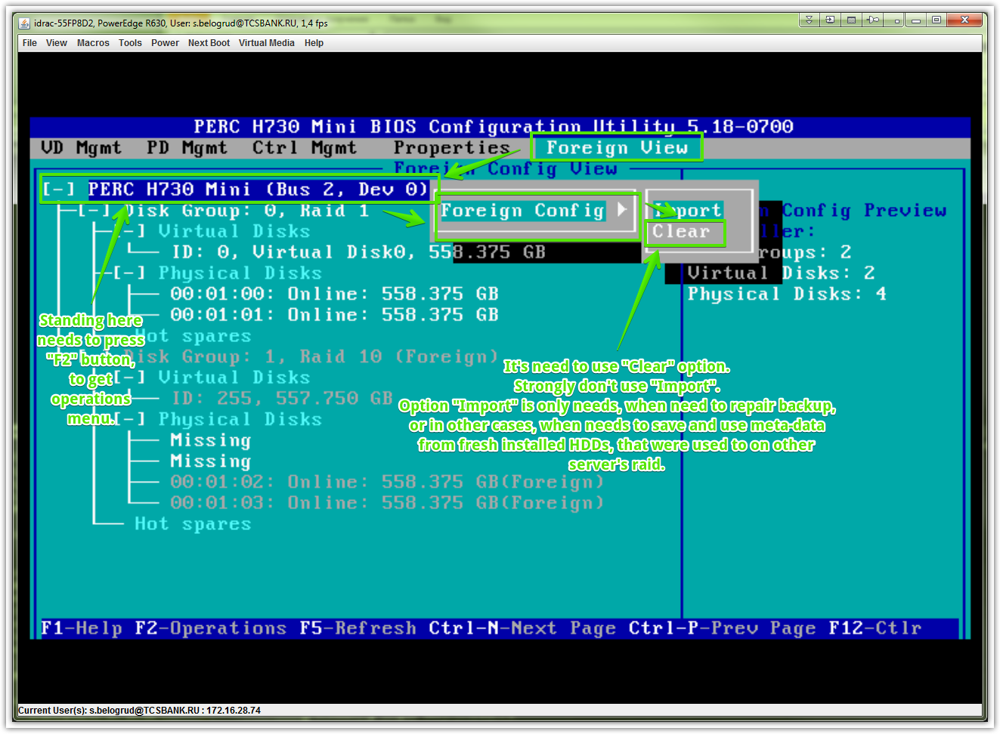 idrac-55FP8D2, PowerEdge R630, User: s.belogrud@TCSBANK.RU, 1,4 fps
File View Macros Tools Power Next Boot Virtual Media Help
PERC H730 Mini BIOS Configuration Utility 5.18-0700
VD Mgmt PD Mgmt Ctrl Mgmt Properties Foreign View
Foreign Config View
[-] PERC H730 Mini (Bus 2, Dev 0)
[-] Disk Group: 0, Raid 1
Foreign Config
Import
Config Preview
[-] Virtual Disks
Clear
ller:
ID: 0, Virtual Disk0, 558.375 GB
roups: 2
[-] Physical Disks
Virtual Disks: 2
00:01:00: Online: 558.375 GB
Physical Disks: 4
00:01:01: Online: 558.375 GB
Hot spares
Disk Group: 1, Raid 10 (Foreign)
[-] Virtual Disks
ID: 255, 557.750 GB
[-] Physical Disks
Missing
Missing
00:01:02: Online: 558.375 GB(Foreign)
00:01:03: Online: 558.375 GB(Foreign)
Hot spares
Standing here
needs to press
"F2" button,
to get
operations
menu.
It's need to use "Clear" option.
Strongly don't use "Import".
Option "Import" is only needs, when need to repair backup,
or in other cases, when needs to save and use meta-data
from fresh installed HDDs, that were used to on other
server's raid.
F1-Help F2-Operations F5-Refresh Ctrl-N-Next Page Ctrl-P-Prev Page F12-Ctlr
Current User(s): s.belogrud@TCSBANK.RU : 172.16.28.74